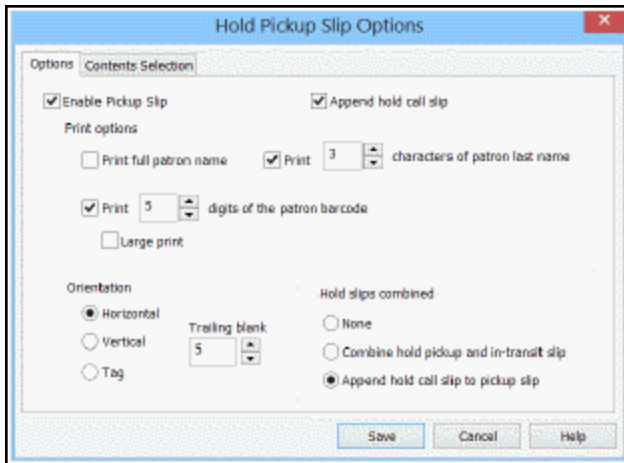 Hold Pickup Slip Options
Options Contents Selection
Enable Pickup Slip Append hold call slip
Print options
Print full patron name Print 3 characters of patron last name
Print 5 digits of the patron barcode
Large print
Orientation Hold slips combined
Horizontal None
Trailing blank
Vertical 5 Combine hold pickup and in-transit slip
Tag Append hold call slip to pickup slip
Save Cancel Help